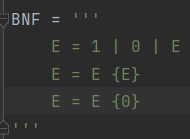 BNF = '''
E = 1 | 0 | E
E = E {E}
E = E {0}
'''